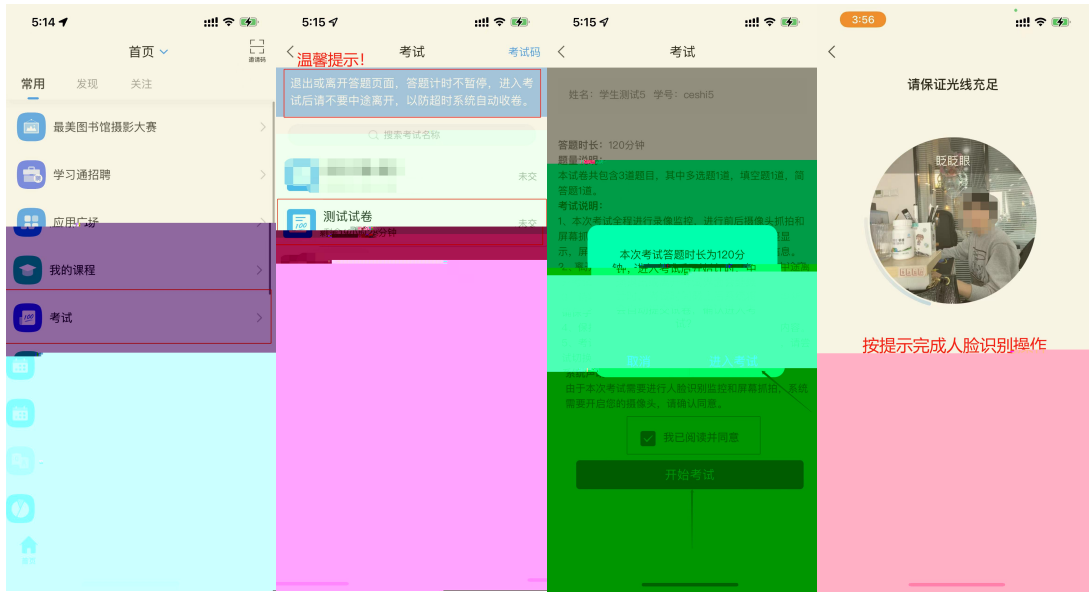 5:14
首页
邀请码
常用 发现 关注
最美图书馆摄影大赛
学习通招聘
应用广场
我的课程
考试
5:15
考试
考试码
温馨提示!
退出或离开答题页面，答题计时不暂停，进入考
试后请不要中途离开，以防超时系统自动收卷。
搜索考试名称
未交
测试试卷
未交
5:15
考试
姓名：学生测试5 学号：ceshi5
答题时长：120分钟
题量说明：
本试卷共包含3道题目，其中多选题1道，填空题1道，简
答题1道。
考试说明：
1、本次考试全程进行录像监控，进行前后摄像头抓拍和
本次考试答题时长为120分
进入考试
由于本次考试需要进行人脸识别监控和屏幕抓拍，系统
需要开启您的摄像头，请确认同意。
我已阅读并同意
开始考试
3:56
请保证光线充足
眨眨眼
按提示完成人脸识别操作